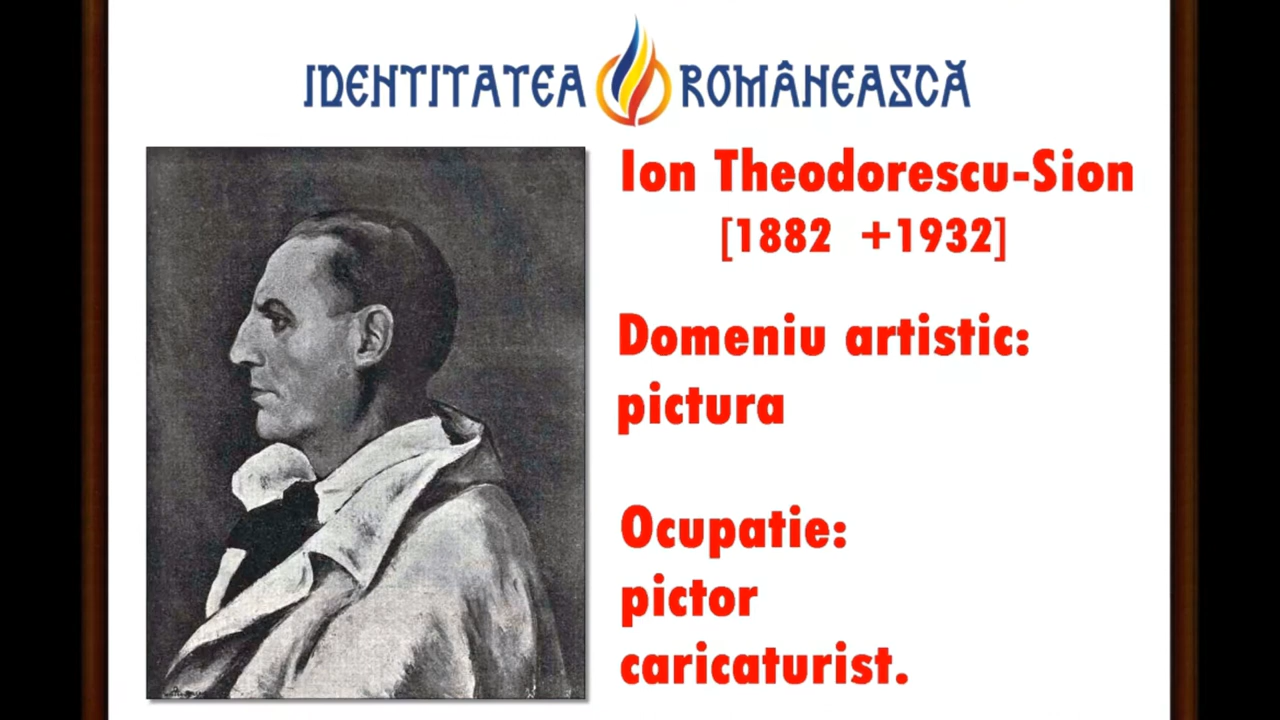 IDENTITATEA ROMÂNEASCĂ
Ion Theodorescu-Sion
[1882 +1932]
Domeniu artistic:
pictura
Ocupatie:
pictor
caricaturist.